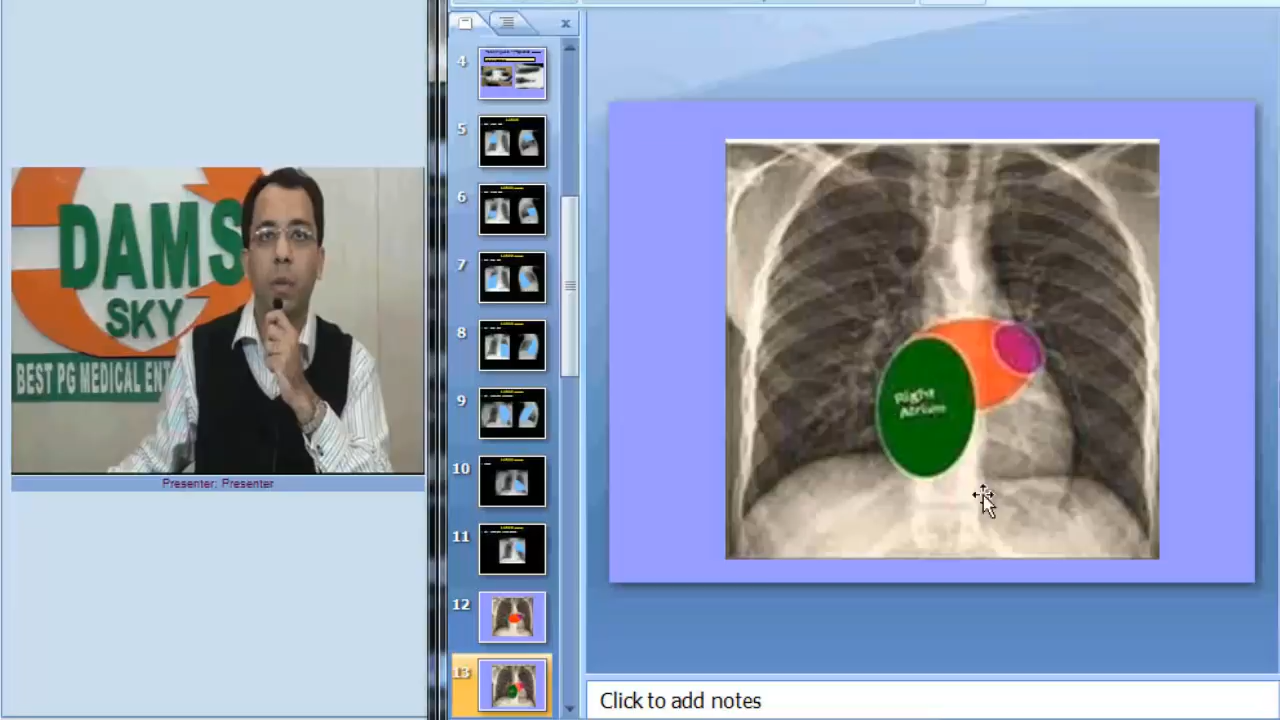 DAMS
SKY
BEST PG MEDICAL ENT
Presenter: Presenter
4
5
6
7
8
9
10
11
12
13
Right
Atrium
Click to add notes